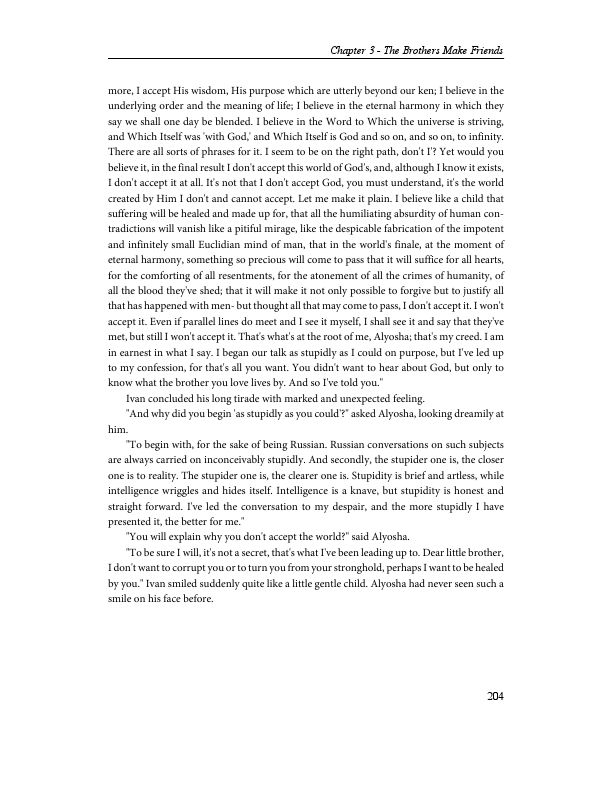 Chapter 3 - The Brothers Make Friends
more, I accept His wisdom, His purpose which are utterly beyond our ken; I believe in the
underlying order and the meaning of life; I believe in the eternal harmony in which they
say we shall one day be blended. I believe in the Word to Which the universe is striving,
and Which Itself was 'with God,' and Which Itself is God and so on, and so on, to infinity.
There are all sorts of phrases for it. I seem to be on the right path, don't I'? Yet would you
believe it, in the final result I don't accept this world of God's, and, although I know it exists,
I don't accept it at all. It's not that I don't accept God, you must understand, it's the world
created by Him I don't and cannot accept. Let me make it plain. I believe like a child that
suffering will be healed and made up for, that all the humiliating absurdity of human con-
tradictions will vanish like a pitiful mirage, like the despicable fabrication of the impotent
and infinitely small Euclidian mind of man, that in the world's finale, at the moment of
eternal harmony, something so precious will come to pass that it will suffice for all hearts,
for the comforting of all resentments, for the atonement of all the crimes of humanity, of
all the blood they've shed; that it will make it not only possible to forgive but to justify all
that has happened with men- but thought all that may come to pass, I don't accept it. I won't
accept it. Even if parallel lines do meet and I see it myself, I shall see it and say that they've
met, but still I won't accept it. That's what's at the root of me, Alyosha; that's my creed. I am
in earnest in what I say. I began our talk as stupidly as I could on purpose, but I've led up
to my confession, for that's all you want. You didn't want to hear about God, but only to
know what the brother you love lives by. And so I've told you."
Ivan concluded his long tirade with marked and unexpected feeling.
"And why did you begin 'as stupidly as you could'?" asked Alyosha, looking dreamily at
him.
"To begin with, for the sake of being Russian. Russian conversations on such subjects
are always carried on inconceivably stupidly. And secondly, the stupider one is, the closer
one is to reality. The stupider one is, the clearer one is. Stupidity is brief and artless, while
intelligence wriggles and hides itself. Intelligence is a knave, but stupidity is honest and
straight forward. I've led the conversation to my despair, and the more stupidly I have
presented it, the better for me."
"You will explain why you don't accept the world?" said Alyosha.
"To be sure I will, it's not a secret, that's what I've been leading up to. Dear little brother,
I don't want to corrupt you or to turn you from your stronghold, perhaps I want to be healed
by you." Ivan smiled suddenly quite like a little gentle child. Alyosha had never seen such a
smile on his face before.
204